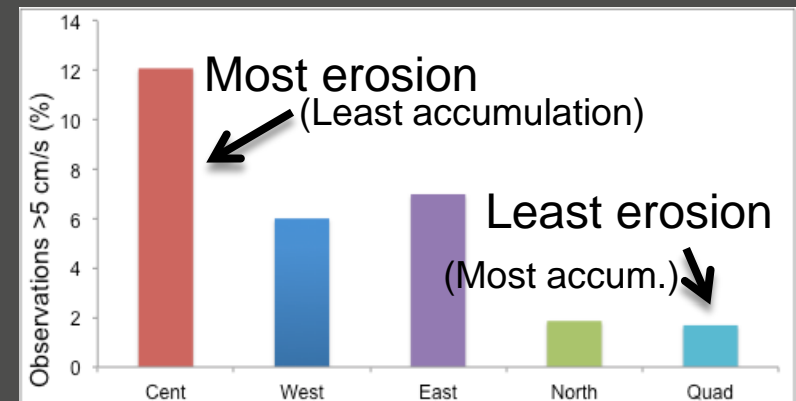 14
12
10
8
6
4
2
0
Observations >5 cm/s (%)
Most erosion
(Least accumulation)
Least erosion
(Most accum.)
Cent West East North Quad